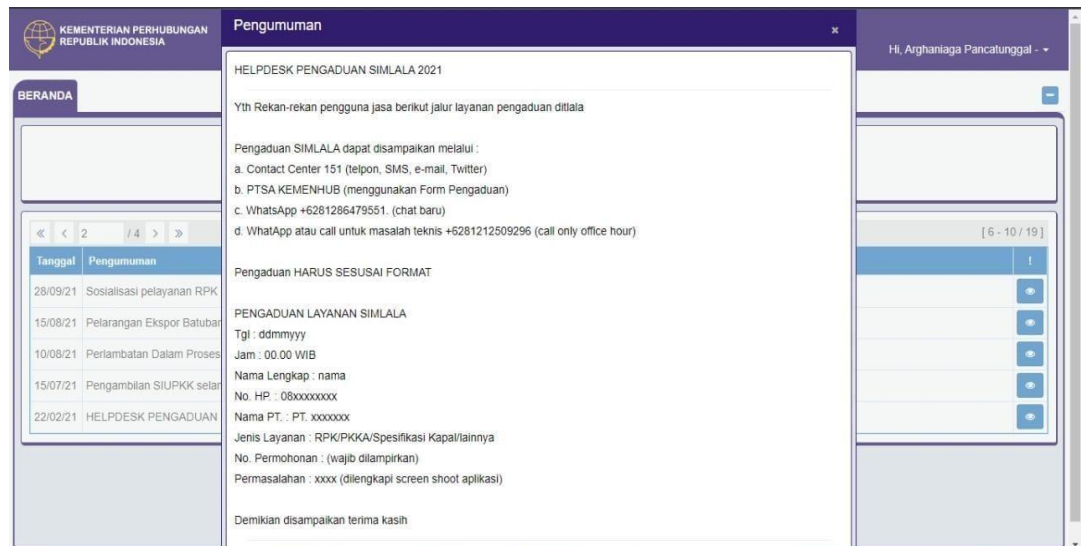 KEMENTERIAN PERHUBUNGAN
REPUBLIK INDONESIA
Pengumuman
×
Hi, Arghaniaga Pancatunggal -
BERANDA
HELPDESK PENGADUAN SIMLALA 2021
Yth Rekan-rekan pengguna jasa berikut jalur layanan pengaduan ditlala
Pengaduan SIMLALA dapat disampaikan melalui :
a. Contact Center 151 (telpon, SMS, e-mail, Twitter)
b. PTSA KEMENHUB (menggunakan Form Pengaduan)
c. WhatsApp +6281286479551. (chat baru)
d. WhatApp atau call untuk masalah teknis +6281212509296 (call only office hour)
Pengaduan HARUS SESUSAI FORMAT
PENGADUAN LAYANAN SIMLALA
Tgl : ddmmyyy
Jam : 00.00 WIB
Nama Lengkap : nama
No. HP. : 08xxxxxxxx
Nama PT. : PT. xxxxxxx
Jenis Layanan : RPK/PKKA/Spesifikasi Kapal/lainnya
No. Permohonan : (wajib dilampirkan)
Permasalahan : xxxx (dilengkapi screen shoot aplikasi)
Demikian disampaikan terima kasih
« < 2 / 4 > »
[ 6 - 10 / 19 ]
Tanggal Pengumuman !
28/09/21 Sosialisasi pelayanan RPK
15/08/21 Pelarangan Ekspor Batubar
10/08/21 Perlambatan Dalam Proses
15/07/21 Pengambilan SIUPKK selar
22/02/21 HELPDESK PENGADUAN